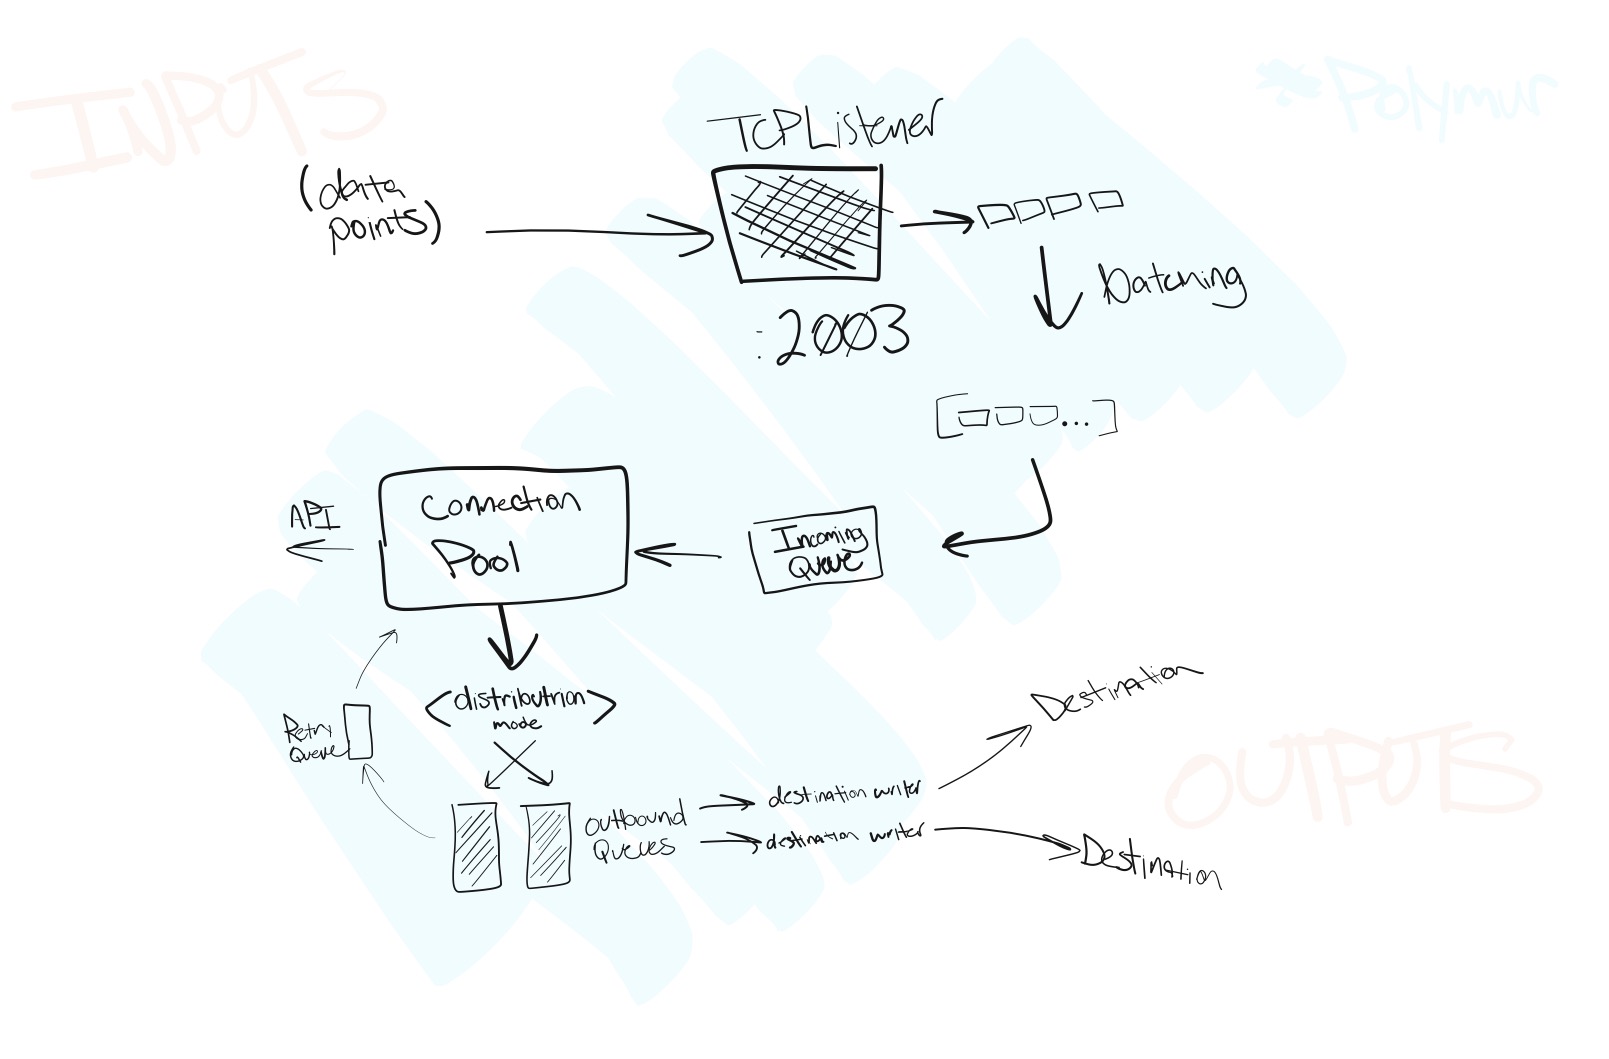 INPUTS
Polymur
TCPListener
(data
points)
:2003
batching
[...]
API
Connection
Pool
Incoming
Queue
<distributrion>
mode
Retry
Queue
Destination
OUTPUTS
Outbound
Queues
destination writer
destination writer
Destination